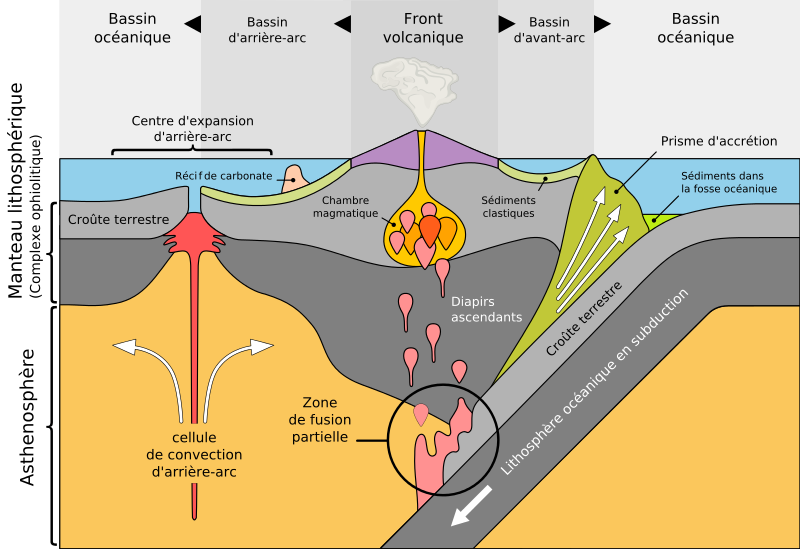 Bassin
océanique
Bassin
d'arrière-arc
Front
volcanique
Bassin
d'avant-arc
Bassin
océanique
Centre d'expansion
d'arrière-arc
Prisme d'accrétion
Récif de carbonate
Sédiments dans
la fosse océanique
Chambre
magmatique
Sédiments
clastiques
Croûte terrestre
Manteau lithosphérique
(Complexe ophiolitique)
Diapirs
ascendants
Croûte terrestre
Lithosphère océanique en subduction
Asthenosphère
Zone
de fusion
partielle
cellule
de convection
d'arrière-arc